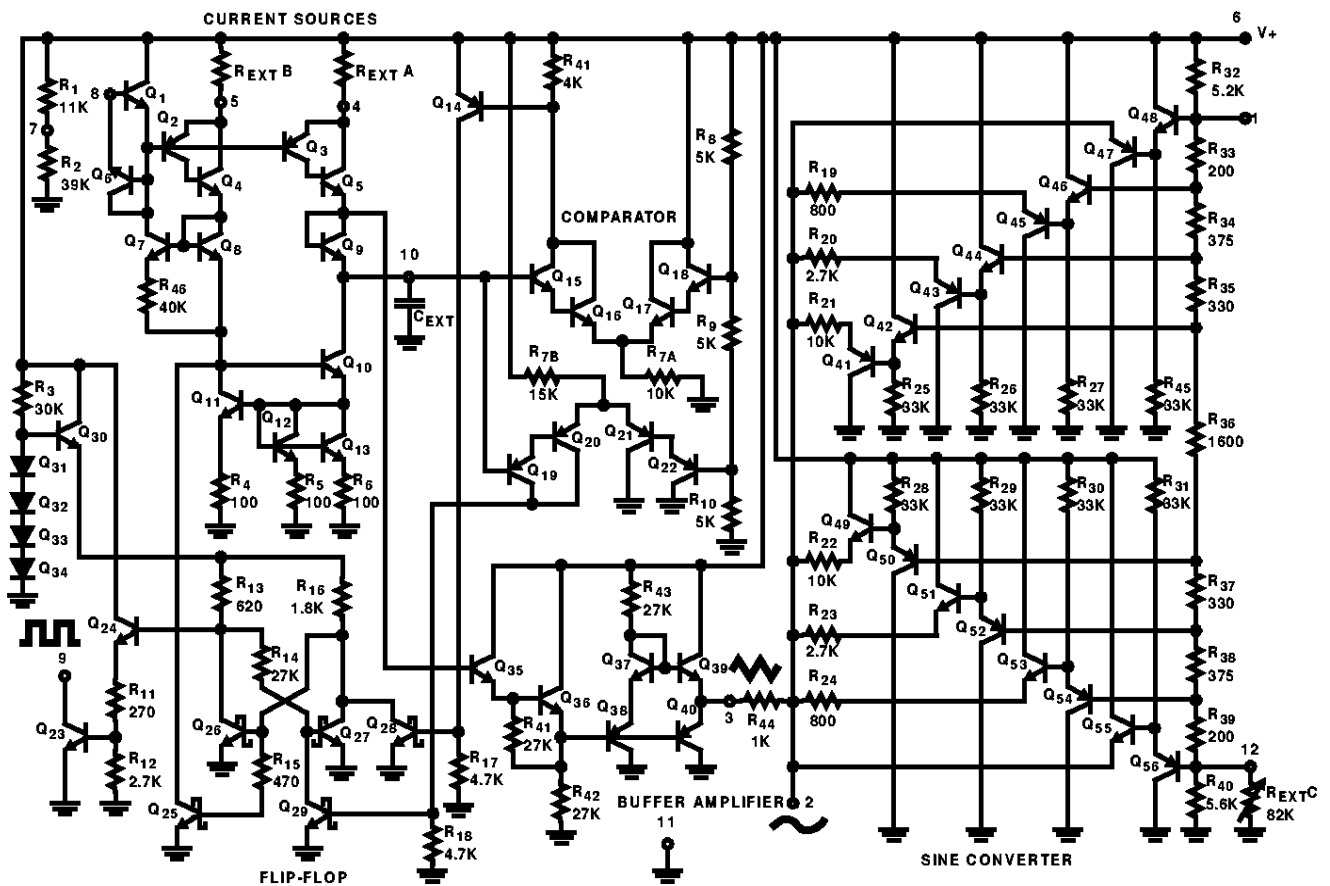 CURRENT SOURCES
6
V+
R1
11K
7
R2
39K
8
Q1
Q2
REXT B
5
REXT A
4
Q3
Q4
Q5
Q6
Q7
Q8
Q9
R46
40K
Q14
R41
4K
R8
5K
COMPARATOR
10
CEXT
Q15
Q16
Q17
Q18
R9
5K
R7B
15K
R7A
10K
Q10
Q11
Q12
Q13
R4
100
R5
100
R6
100
Q19
Q20
Q21
Q22
R10
5K
R3
30K
Q30
Q31
Q32
Q33
Q34
R32
5.2K
1
Q48
Q47
R33
200
R19
800
Q46
Q45
R34
375
R20
2.7K
Q44
Q43
R35
330
R21
10K
Q42
Q41
R25
33K
R26
33K
R27
33K
R45
33K
R36
1600
R28
33K
R29
33K
R30
33K
R31
33K
Q49
R22
10K
Q50
Q51
R37
330
R23
2.7K
Q52
Q53
R38
375
R24
800
Q54
Q55
R39
200
Q56
12
R40
5.6K
REXTC
82K
R13
620
R16
1.8K
Q24
9
R14
27K
R11
270
Q23
R12
2.7K
Q26
Q27
Q28
R15
470
R17
4.7K
Q25
Q29
R18
4.7K
R43
27K
Q35
Q36
Q37
Q39
Q38
Q40
3
R44
1K
R41
27K
R42
27K
BUFFER AMPLIFIER
2
11
FLIP-FLOP
SINE CONVERTER